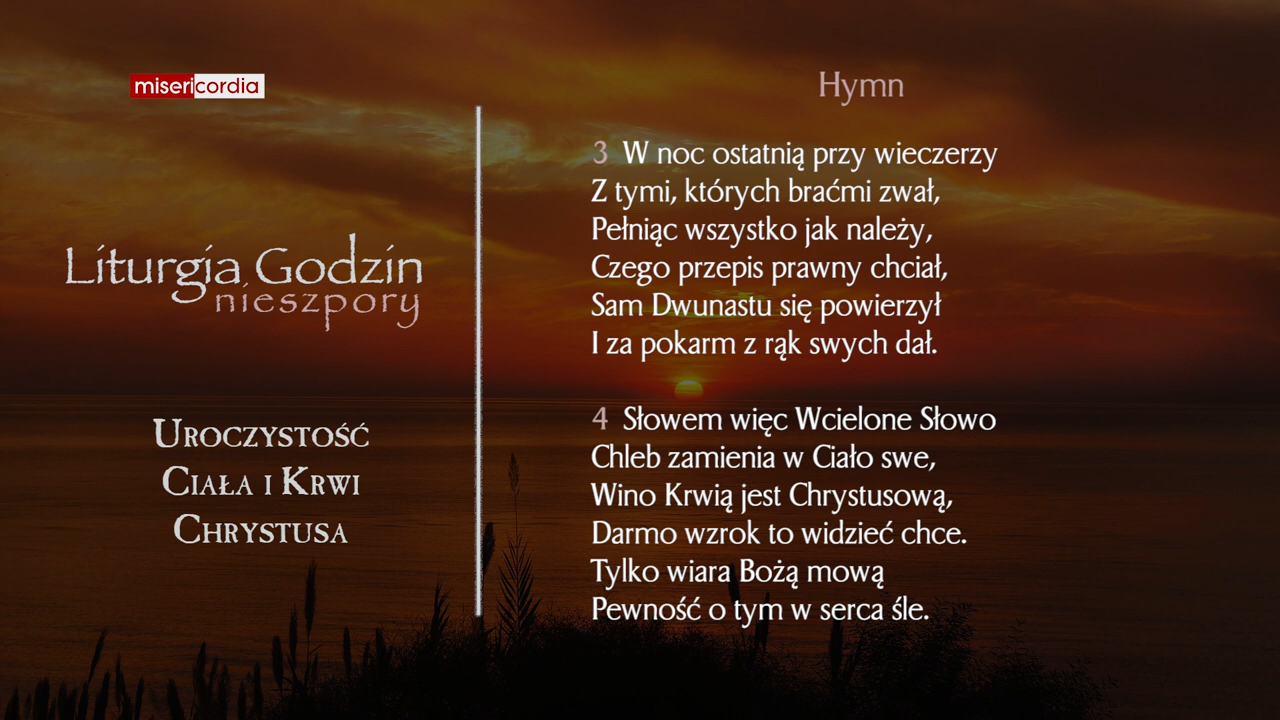 misericordia
Liturgia Godzin
nieszpory
Uroczystość
Ciała i Krwi
Chrystusa
Hymn
3 W noc ostatnią przy wieczerzy
Z tymi, których braćmi zwał,
Pełniąc wszystko jak należy,
Czego przepis prawny chciał,
Sam Dwunastu się powierzył
I za pokarm z rąk swych dał.
4 Słowem więc Wcielone Słowo
Chleb zamienia w Ciało swe,
Wino Krwią jest Chrystusową,
Darmo wzrok to widzieć chce.
Tylko wiara Bożą mową
Pewność o tym w serca śle.